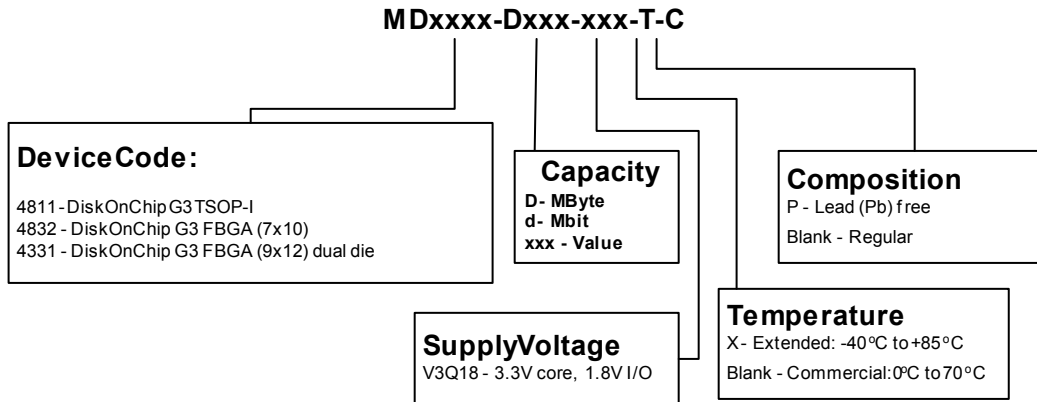 MDxxxx-Dxxx-xxx-T-C
DeviceCode:
4811-DiskOnChip G3 TSOP-I
4832 - DiskOnChip G3 FBGA (7x10)
4331 - DiskOnChip G3 FBGA (9x12) dual die
Capacity
D- MByte
d- Mbit
xxx - Value
Composition
P - Lead (Pb) free
Blank - Regular
SupplyVoltage
V3Q18 - 3.3V core, 1.8V I/O
Temperature
X- Extended: -40°C to +85°C
Blank - Commercial:0°C to 70°C